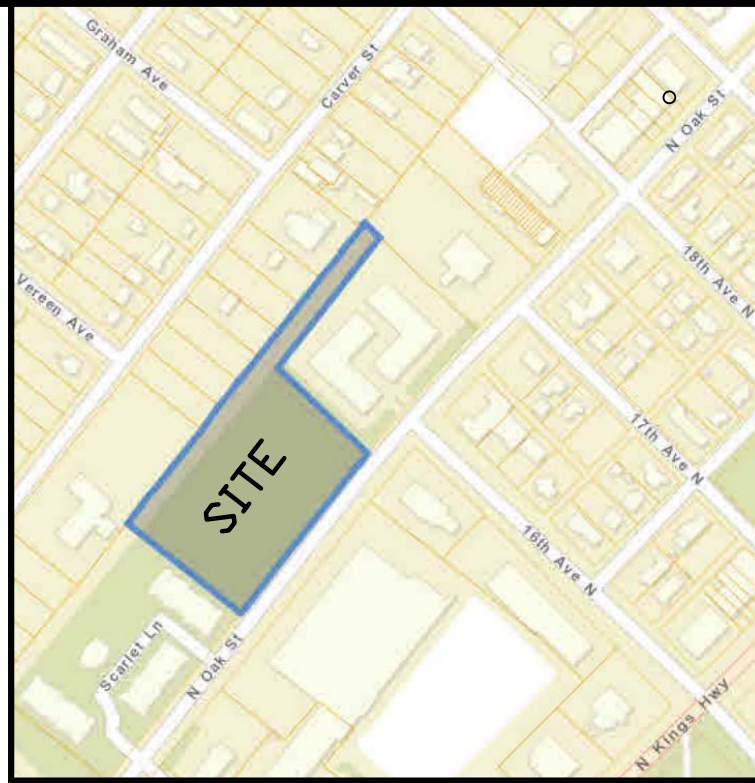 Graham Ave
Carver St
N Oak St
18th Ave N
Vereen Ave
17th Ave N
SITE
16th Ave N
Scarlet Ln
N Oak St
N Kings Hwy